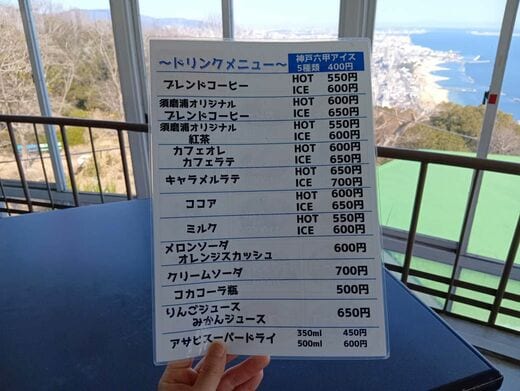 ～ドリンクメニュー～
神戸六甲アイス
5種類 400円
ブレンドコーヒー
HOT 550円
ICE 600円
須磨浦オリジナル
ブレンドコーヒー
HOT 600円
ICE 650円
須磨浦オリジナル
紅茶
HOT 550円
ICE 600円
カフェオレ
カフェラテ
HOT 600円
ICE 650円
キャラメルラテ
HOT 650円
ICE 700円
ココア
HOT 600円
ICE 650円
ミルク
HOT 550円
ICE 600円
メロンソーダ
オレンジスカッシュ
600円
クリームソーダ
700円
コカコーラ瓶
500円
りんごジュース
みかんジュース
650円
アサヒスーパードライ
350ml 450円
500ml 600円